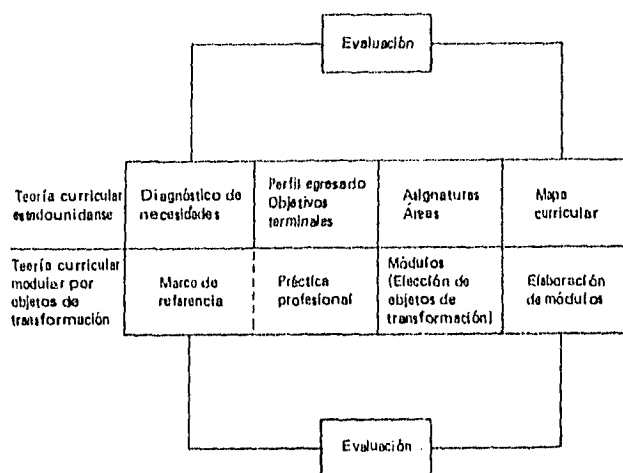 Evaluación
Teoría curricular
estadounidanse
Diagnóstico de
necesidades
Perfil egresado
Objetivos
terminales
Asignaturas
Áreas
Mapa
curricular
Teoría curricular
modular por
objetos de
transformación
Marco de
referencia
Práctica
profesional
Módulos
(Elección de
objetos de
transformación)
Elaboración
de módulos
Evaluación